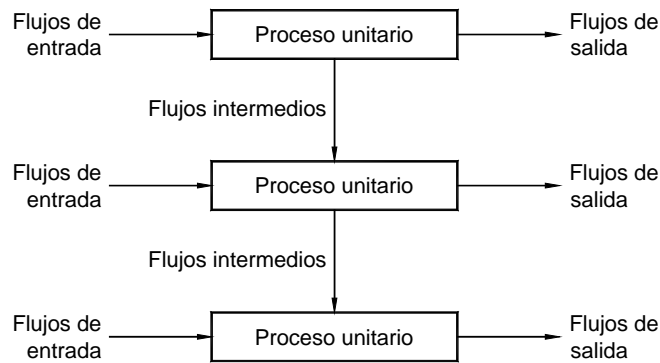 Flujos de
entrada
Proceso unitario
Flujos de
salida
Flujos intermedios
Flujos de
entrada
Proceso unitario
Flujos de
salida
Flujos intermedios
Flujos de
entrada
Proceso unitario
Flujos de
salida